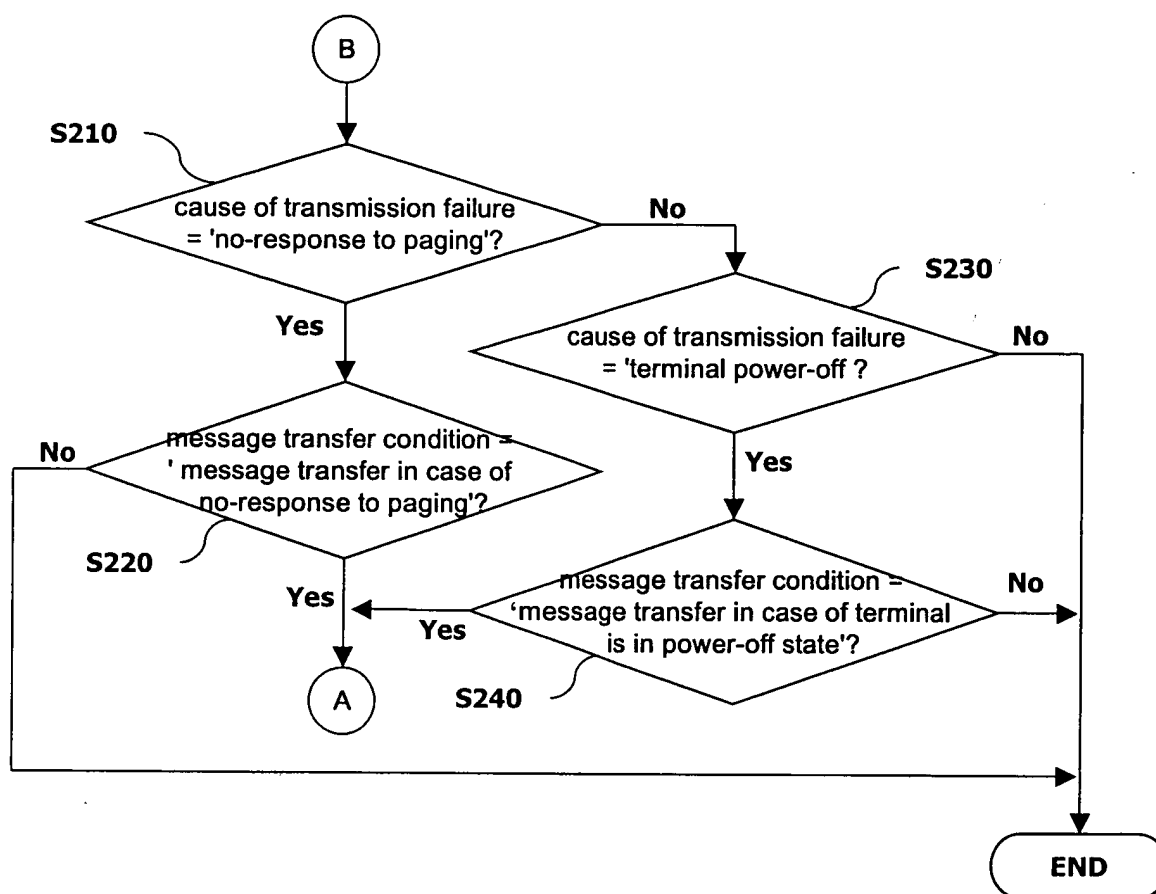 B
S210
cause of transmission failure
= 'no-response to paging'?
No
S230
Yes
cause of transmission failure
= 'terminal power-off ?
No
No
message transfer condition =
' message transfer in case of
no-response to paging'?
Yes
S220
Yes
message transfer condition =
‘message transfer in case of terminal
is in power-off state'?
No
Yes
S240
A
END